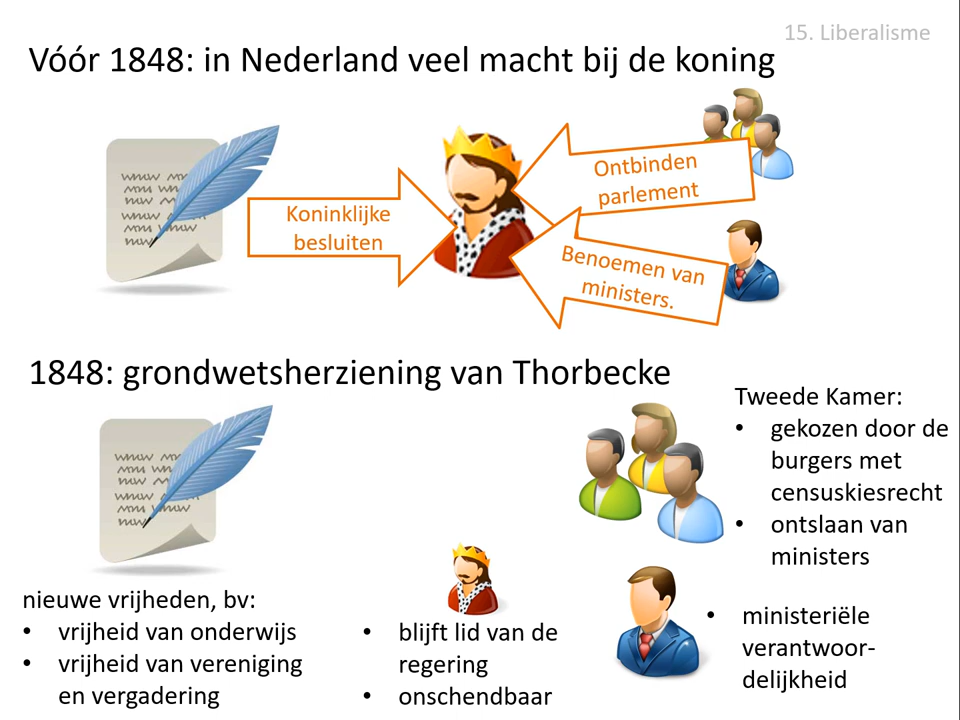 15. Liberalisme
Vóór 1848: in Nederland veel macht bij de koning
Koninklijke
besluiten
Ontbinden
parlement
Benoemen van
ministers.
1848: grondwetsherziening van Thorbecke
Tweede Kamer:
• gekozen door de
burgers met
censuskiesrecht
• ontslaan van
ministers
nieuwe vrijheden, bv:
• vrijheid van onderwijs
• vrijheid van vereniging
en vergadering
• blijft lid van de
regering
• onschendbaar
• ministeriële
verantwoor-
delijkheid